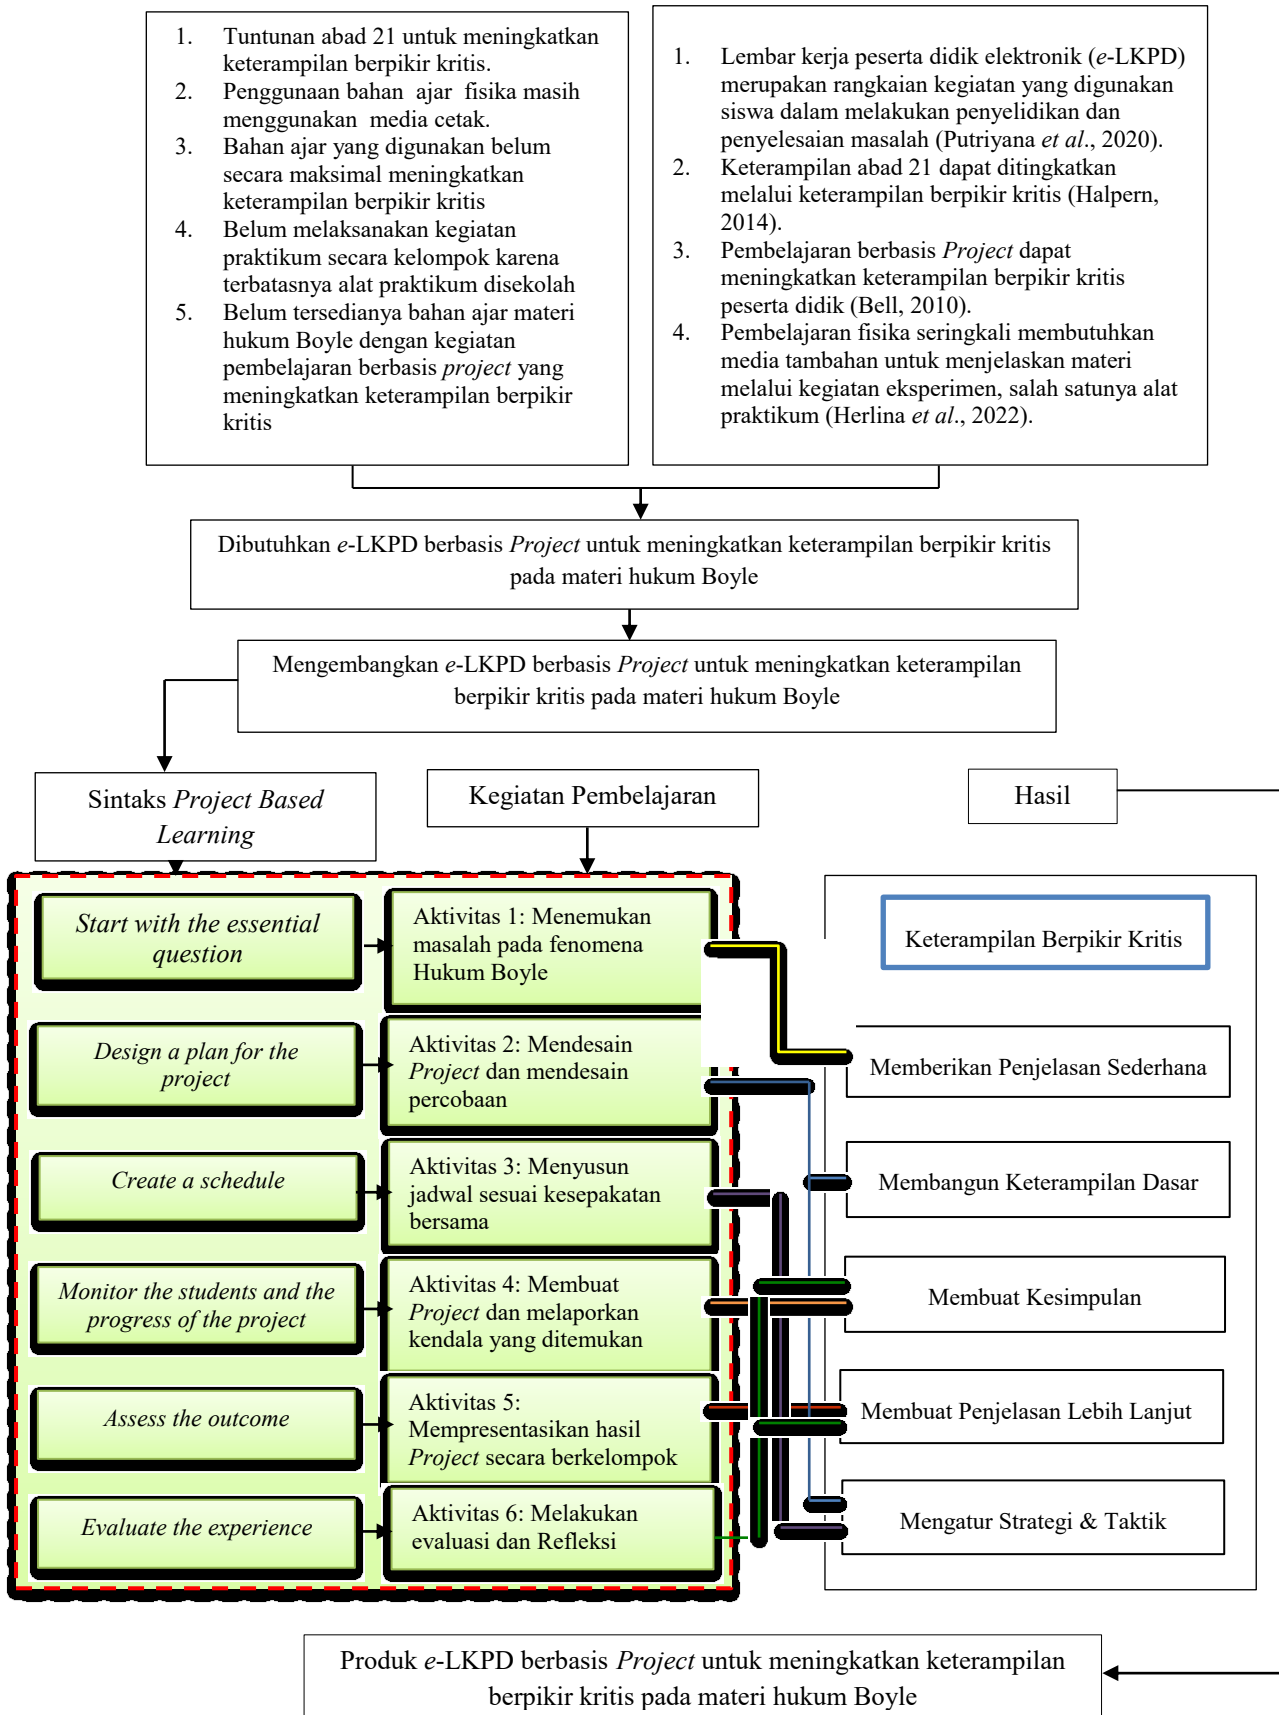 1. Tuntunan abad 21 untuk meningkatkan
keterampilan berpikir kritis.
2. Penggunaan bahan ajar fisika masih
menggunakan media cetak.
3. Bahan ajar yang digunakan belum
secara maksimal meningkatkan
keterampilan berpikir kritis
4. Belum melaksanakan kegiatan
praktikum secara kelompok karena
terbatasnya alat praktikum disekolah
5. Belum tersedianya bahan ajar materi
hukum Boyle dengan kegiatan
pembelajaran berbasis project yang
meningkatkan keterampilan berpikir
kritis
1. Lembar kerja peserta didik elektronik (e-LKPD)
merupakan rangkaian kegiatan yang digunakan
siswa dalam melakukan penyelidikan dan
penyelesaian masalah (Putriyana et al., 2020).
2. Keterampilan abad 21 dapat ditingkatkan
melalui keterampilan berpikir kritis (Halpern,
2014).
3. Pembelajaran berbasis Project dapat
meningkatkan keterampilan berpikir kritis
peserta didik (Bell, 2010).
4. Pembelajaran fisika seringkali membutuhkan
media tambahan untuk menjelaskan materi
melalui kegiatan eksperimen, salah satunya alat
praktikum (Herlina et al., 2022).
Dibutuhkan e-LKPD berbasis Project untuk meningkatkan keterampilan berpikir kritis
pada materi hukum Boyle
Mengembangkan e-LKPD berbasis Project untuk meningkatkan keterampilan
berpikir kritis pada materi hukum Boyle
Sintaks Project Based
Learning
Kegiatan Pembelajaran
Hasil
Start with the essential
question
Aktivitas 1: Menemukan
masalah pada fenomena
Hukum Boyle
Keterampilan Berpikir Kritis
Design a plan for the
project
Aktivitas 2: Mendesain
Project dan mendesain
percobaan
Memberikan Penjelasan Sederhana
Create a schedule
Aktivitas 3: Menyusun
jadwal sesuai kesepakatan
bersama
Membangun Keterampilan Dasar
Monitor the students and the
progress of the project
Aktivitas 4: Membuat
Project dan melaporkan
kendala yang ditemukan
Membuat Kesimpulan
Assess the outcome
Aktivitas 5:
Mempresentasikan hasil
Project secara berkelompok
Membuat Penjelasan Lebih Lanjut
Evaluate the experience
Aktivitas 6: Melakukan
evaluasi dan Refleksi
Mengatur Strategi & Taktik
Produk e-LKPD berbasis Project untuk meningkatkan keterampilan
berpikir kritis pada materi hukum Boyle